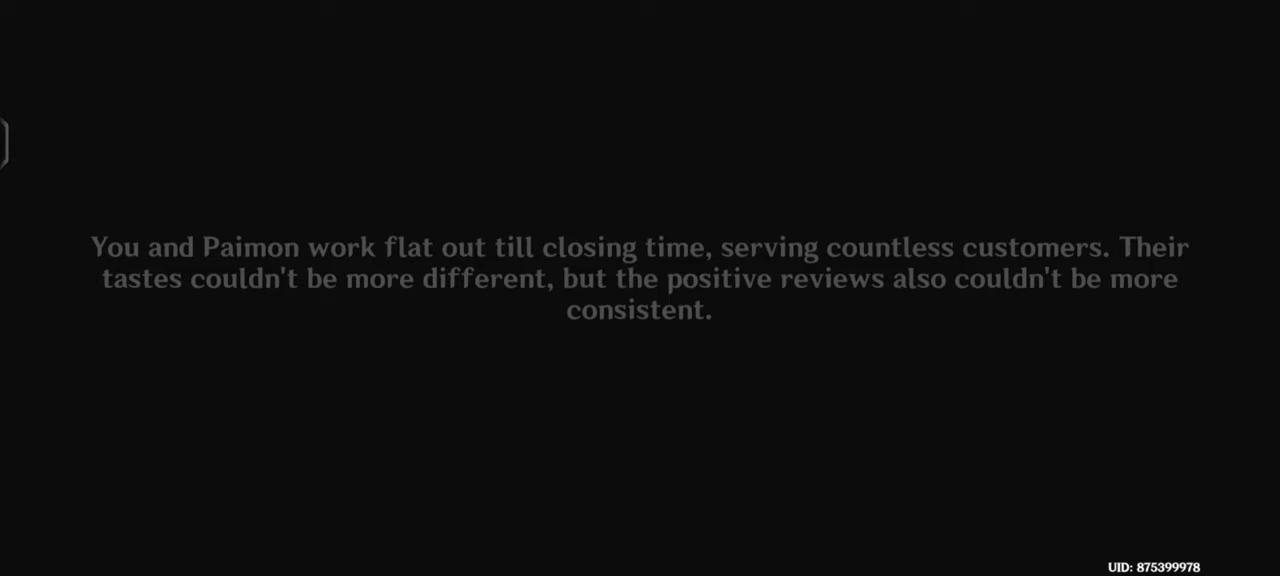 You and Paimon work flat out till closing time, serving countless customers. Their
tastes couldn't be more different, but the positive reviews also couldn't be more
consistent.
UID: 875399978